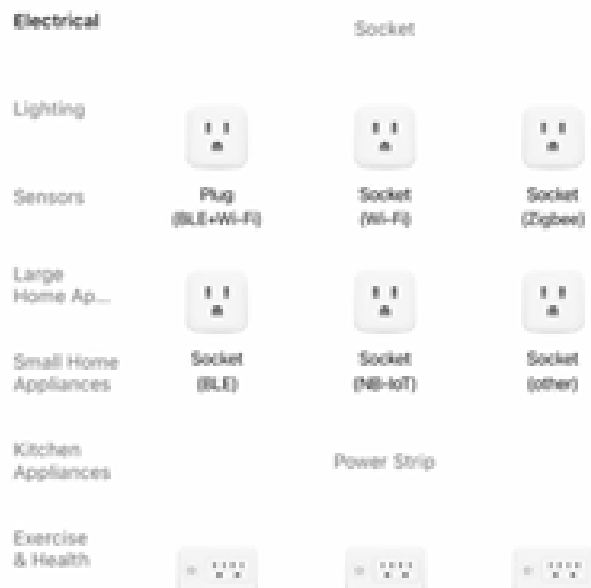 Electrical
Lighting
Sensors
Large
Home Ap...
Small Home
Appliances
Kitchen
Appliances
Exercise
& Health
Socket
Plug
(BLE+Wi-Fi)
Socket
(Wi-Fi)
Socket
(Zigbee)
Socket
(BLE)
Socket
(NB-IoT)
Socket
(other)
Power Strip